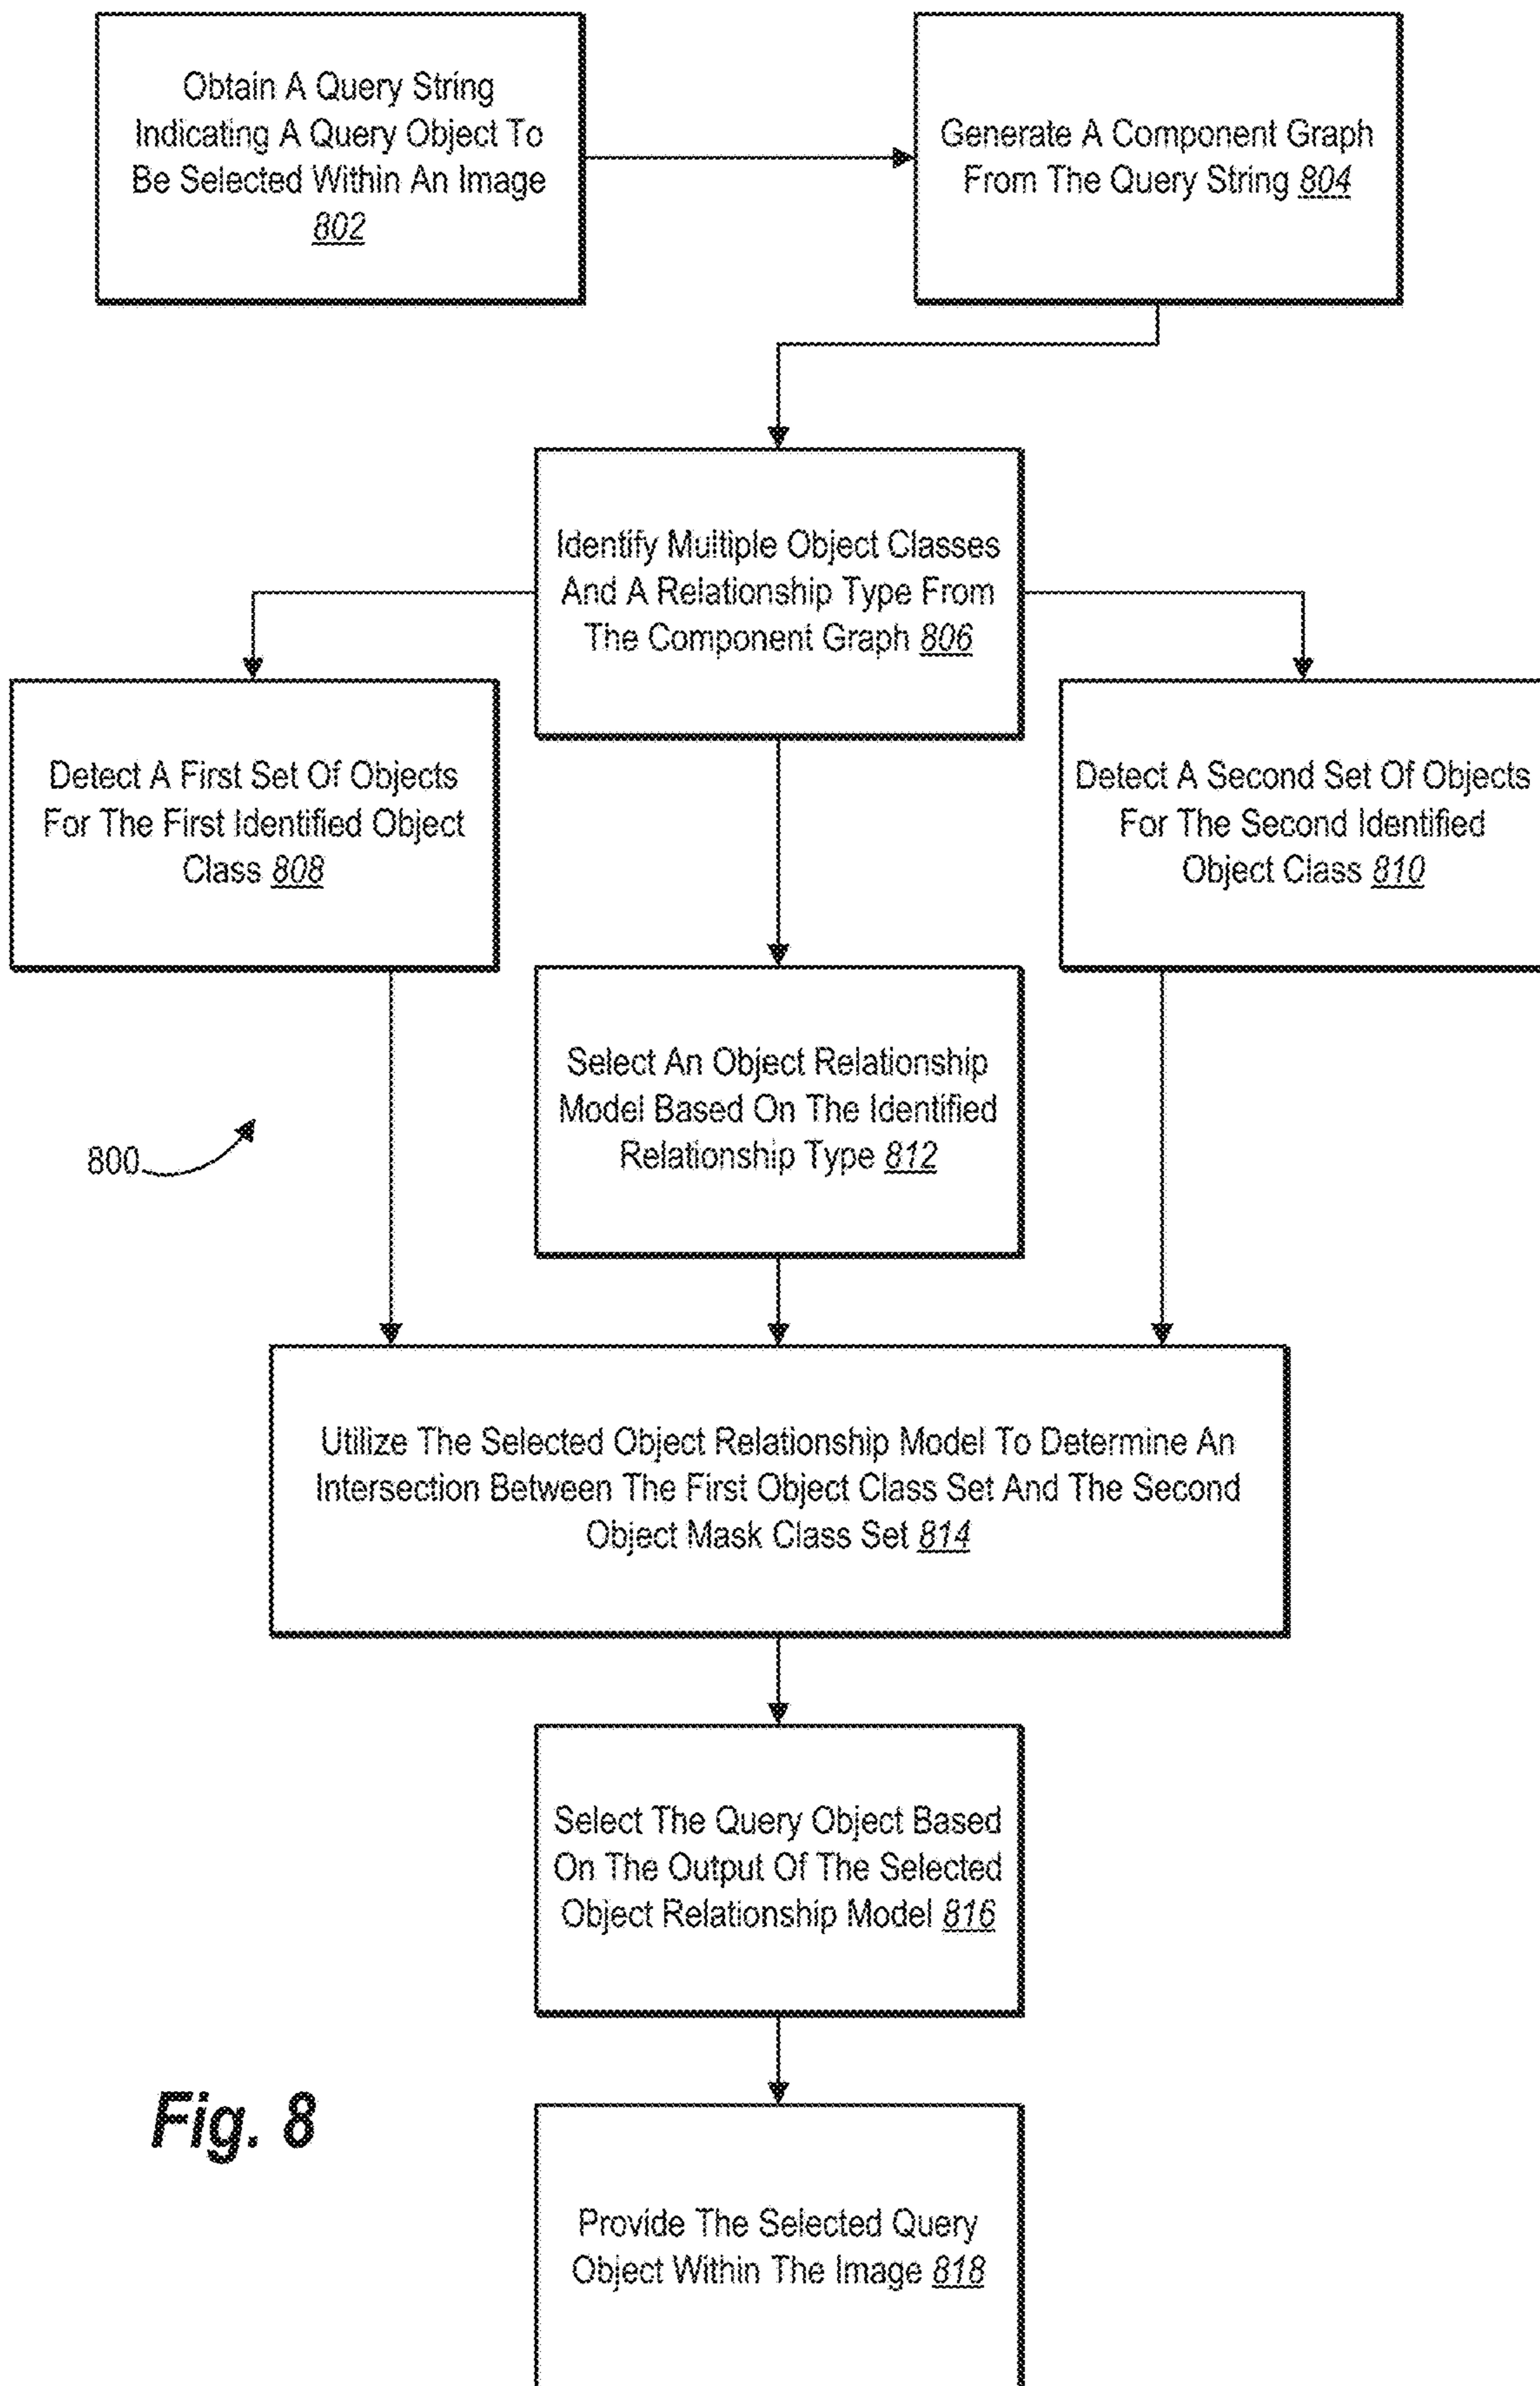 Obtain A Query String
Indicating A Query Object To
Be Selected Within An Image
802
Generate A Component Graph
From The Query String 804
Identify Multiple Object Classes
And A Relationship Type From
The Component Graph 806
Detect A First Set Of Objects
For The First Identified Object
Class 808
Detect A Second Set Of Objects
For The Second Identified
Object Class 810
Select An Object Relationship
Model Based On The Identified
Relationship Type 812
800
Utilize The Selected Object Relationship Model To Determine An
Intersection Between The First Object Class Set And The Second
Object Mask Class Set 814
Select The Query Object Based
On The Output Of The Selected
Object Relationship Model 816
Fig. 8
Provide The Selected Query
Object Within The Image 818